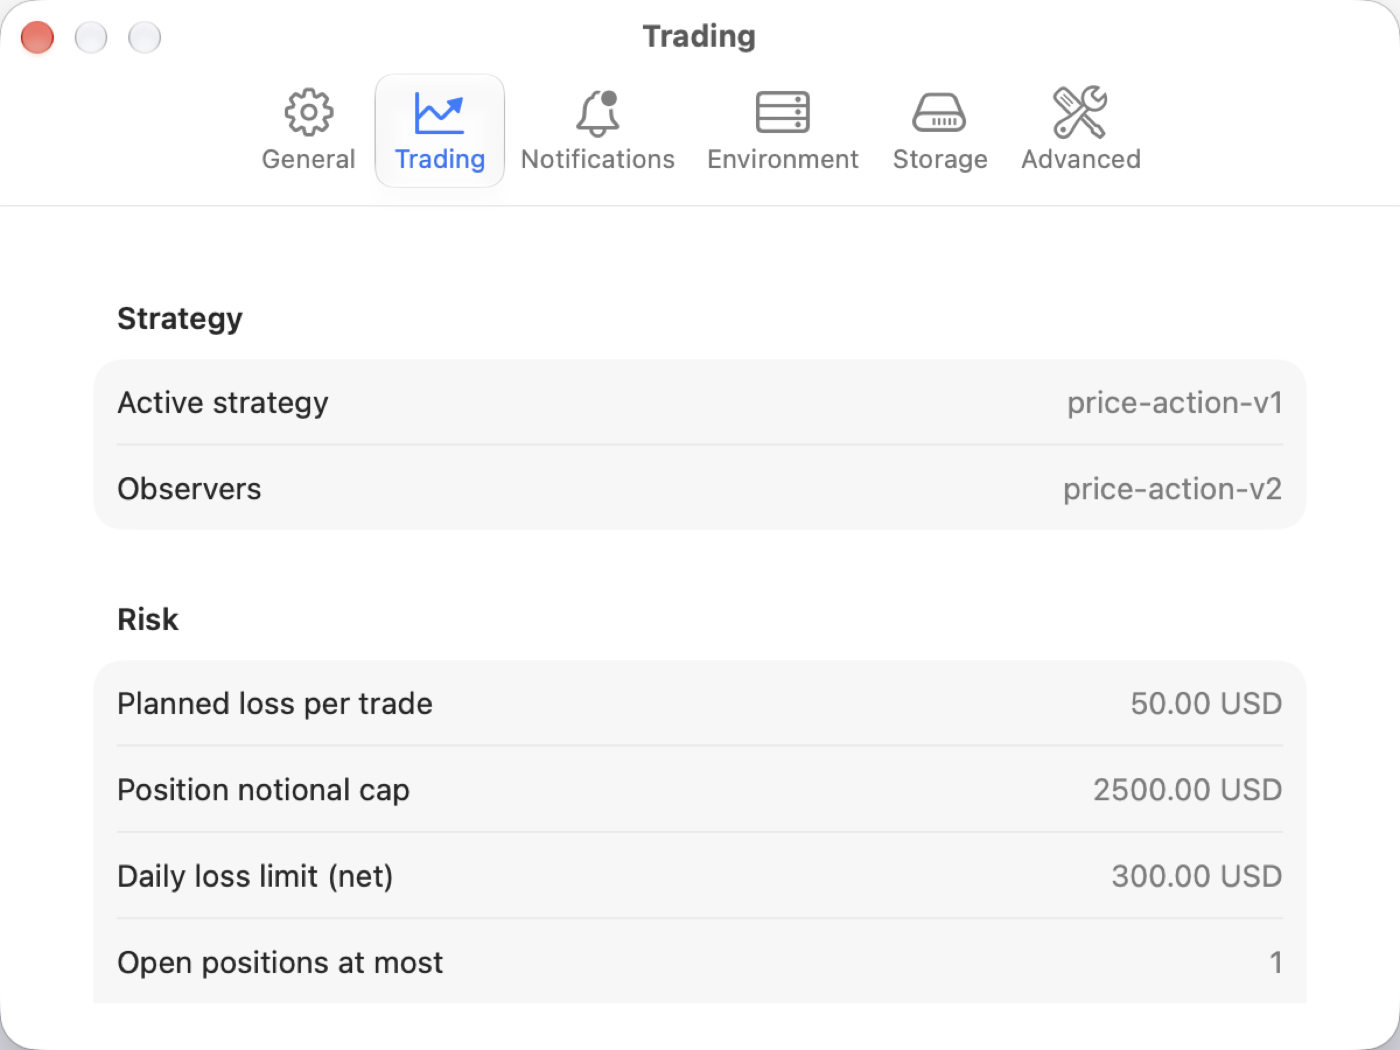 Trading
General
Trading
Notifications
Environment
Storage
Advanced
Strategy
Active strategy price-action-v1
Observers price-action-v2
Risk
Planned loss per trade 50.00 USD
Position notional cap 2500.00 USD
Daily loss limit (net) 300.00 USD
Open positions at most 1